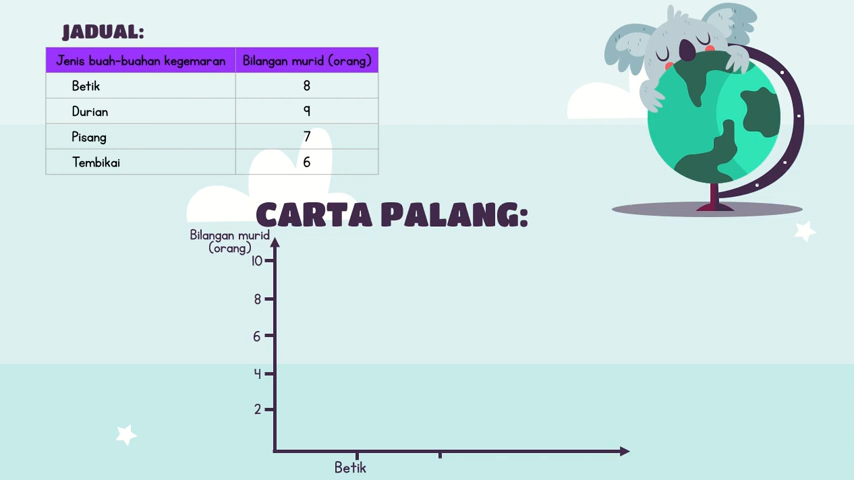 JADUAL:
Jenis buah-buahan kegemaran Bilangan murid (orang)
Betik 8
Durian 9
Pisang 7
Tembikai 6
CARTA PALANG:
Bilangan murid
(orang)
10
8
6
4
2
Betik